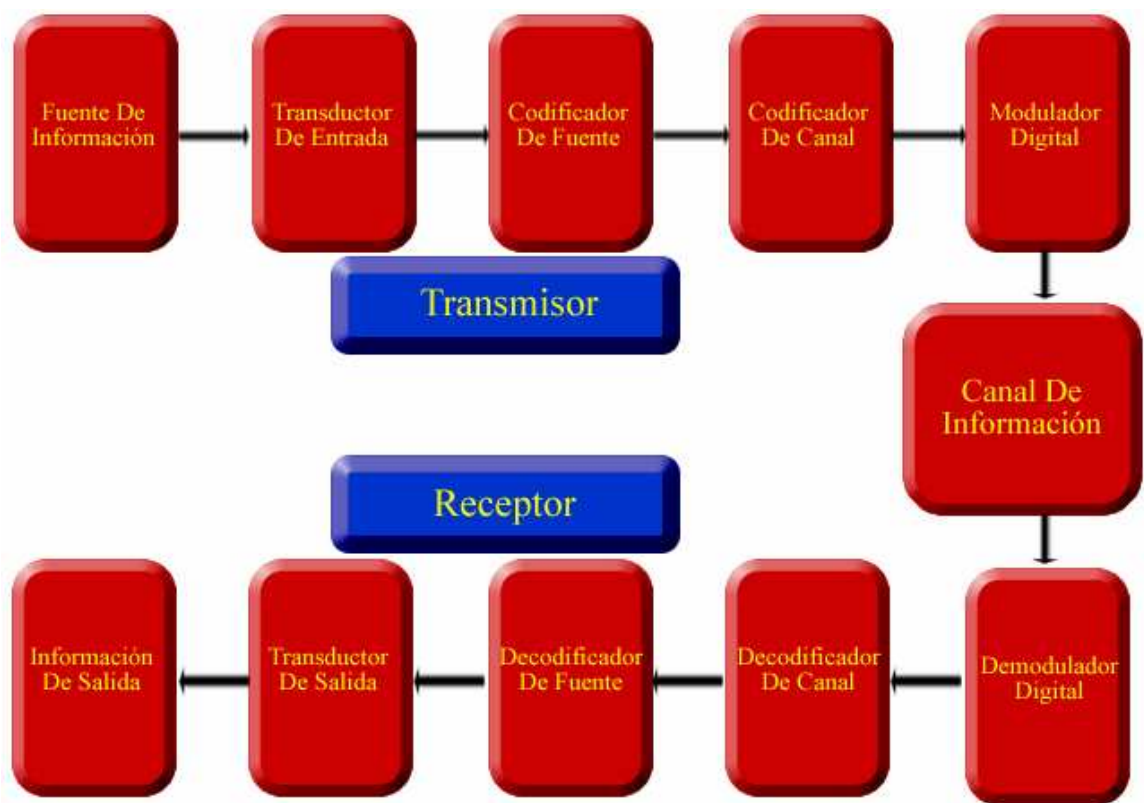 Fuente De
Información
Transductor
De Entrada
Codificador
De Fuente
Codificador
De Canal
Modulador
Digital
Transmisor
Canal De
Información
Receptor
Información
De Salida
Transductor
De Salida
Decodificador
De Fuente
Decodificador
De Canal
Demodulador
Digital